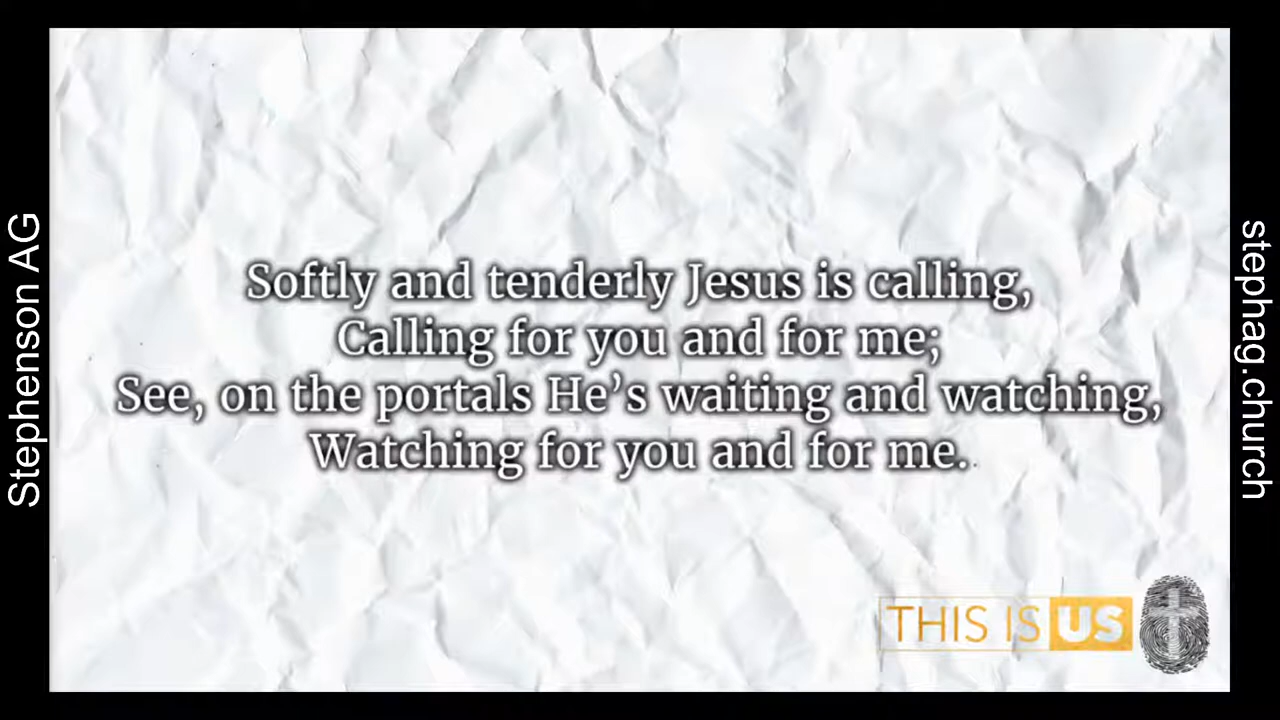 Stephenson AG
Softly and tenderly Jesus is calling,
Calling for you and for me;
See, on the portals He’s waiting and watching,
Watching for you and for me.
THIS IS US
stephag.church